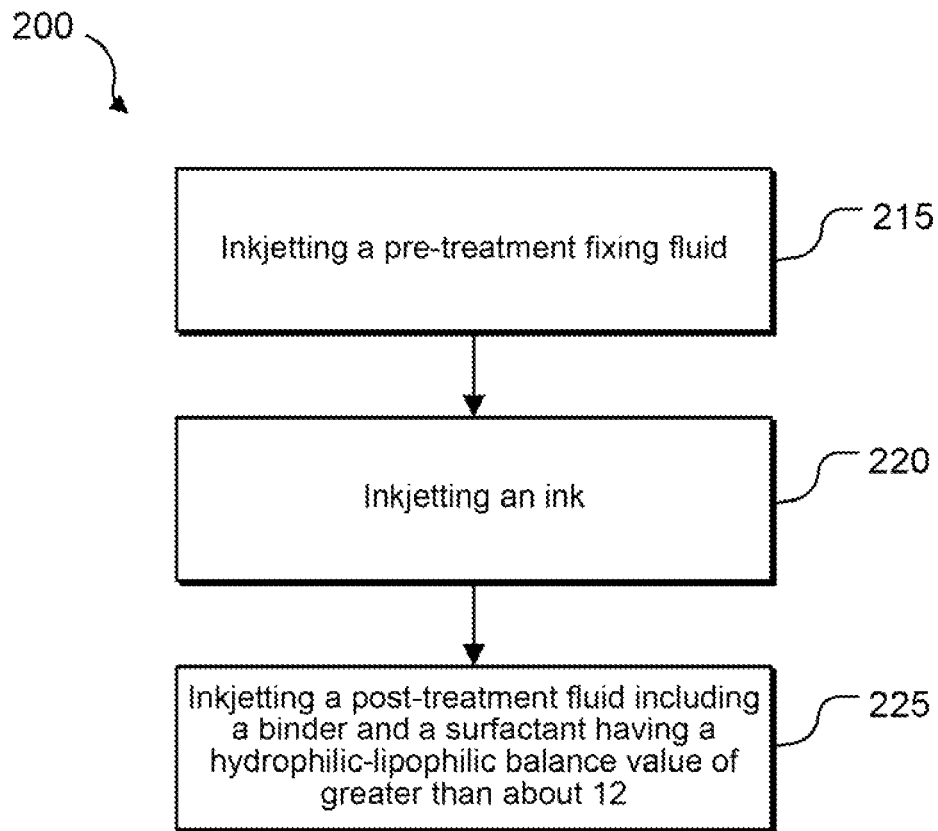 200
Inkjetting a pre-treatment fixing fluid
215
Inkjetting an ink
220
Inkjetting a post-treatment fluid including
a binder and a surfactant having a
hydrophilic-lipophilic balance value of
greater than about 12
225